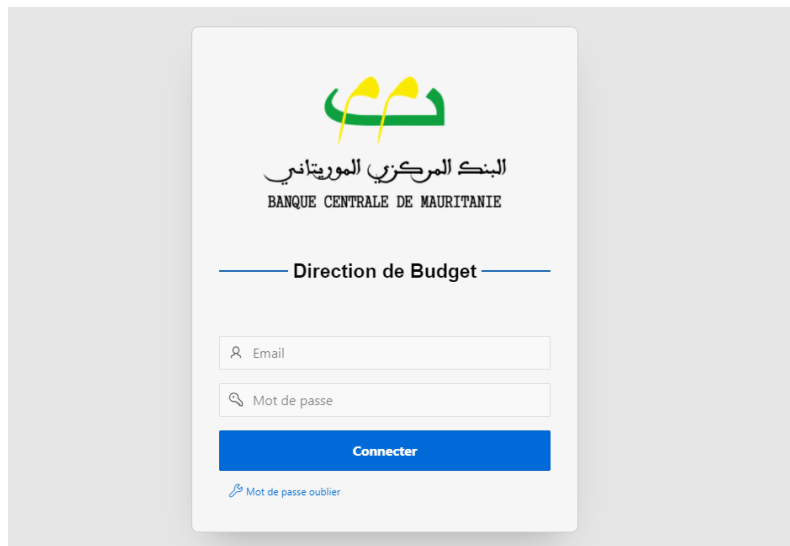 البنك المركزي الموريتاني
BANQUE CENTRALE DE MAURITANIE
Direction de Budget
Email
Mot de passe
Connecter
Mot de passe oublier